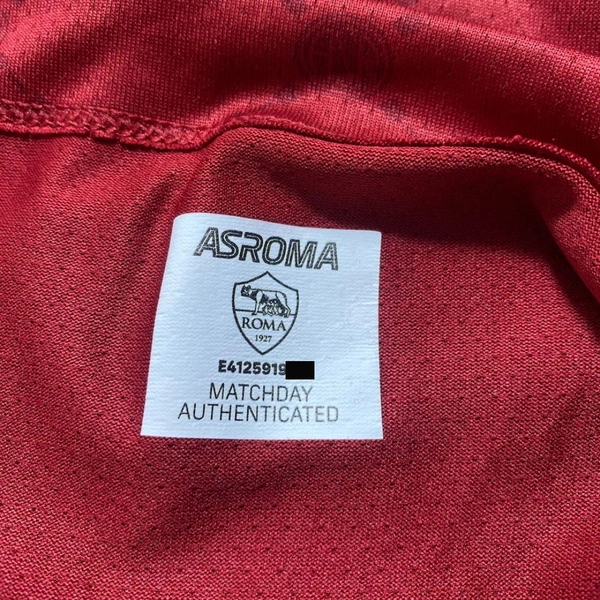 ASROMA
ROMA
1927
E4125919
MATCHDAY
AUTHENTICATED